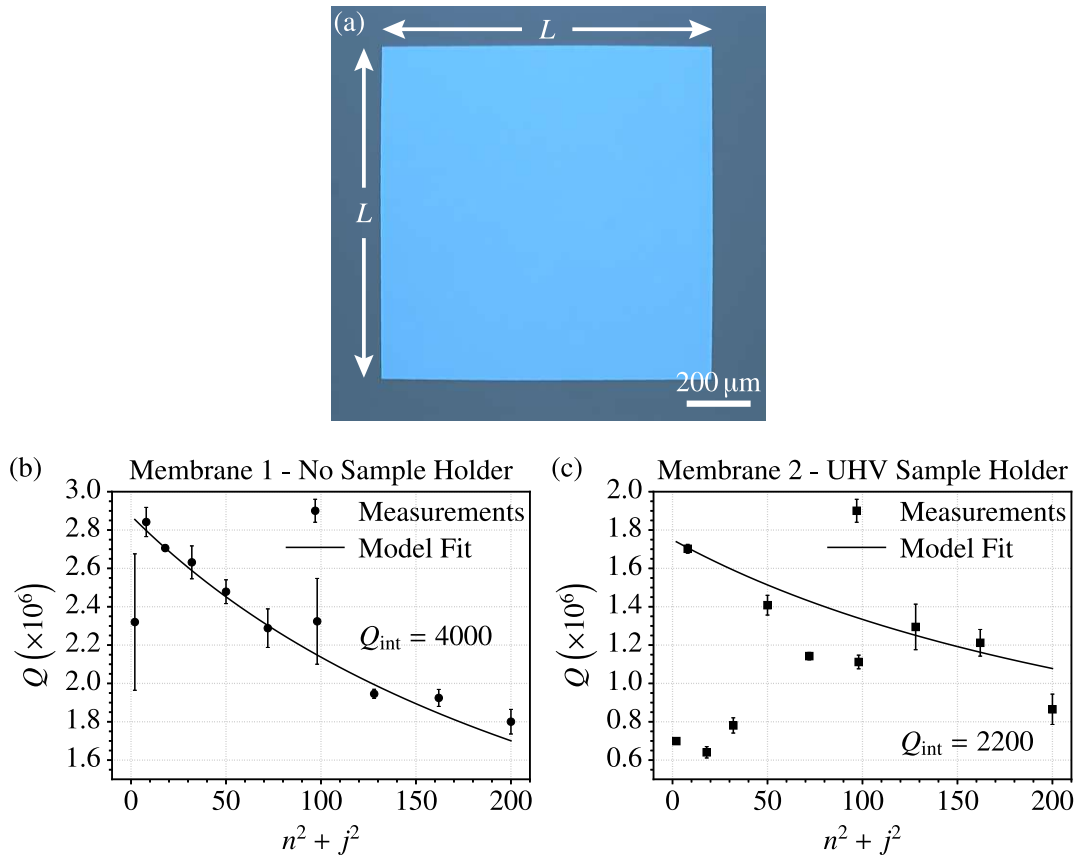 (a)
L
L
200 μm
(b) Membrane 1 - No Sample Holder
3.0
2.8
2.6
2.4
2.2
2.0
1.8
1.6
Q (×10⁶)
Measurements
Model Fit
Q_int = 4000
0 50 100 150 200
n² + j²
(c) Membrane 2 - UHV Sample Holder
2.0
1.8
1.6
1.4
1.2
1.0
0.8
0.6
Q (×10⁶)
Measurements
Model Fit
Q_int = 2200
0 50 100 150 200
n² + j²